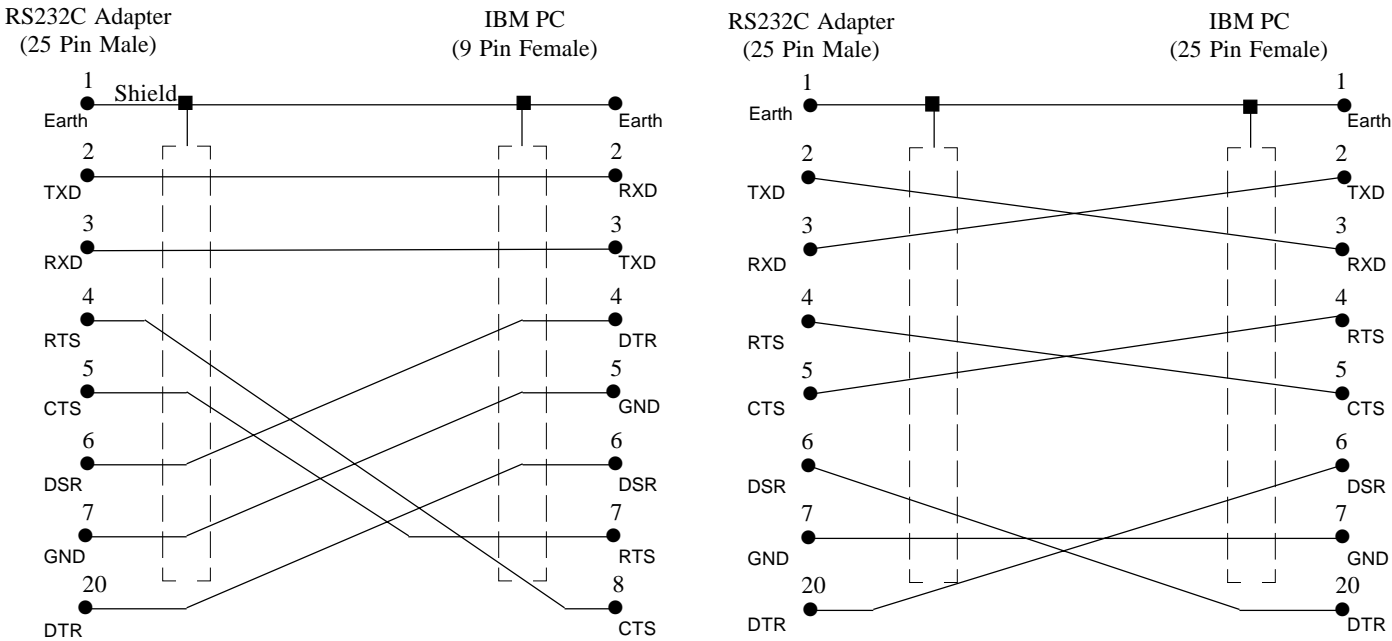 RS232C Adapter
(25 Pin Male)
IBM PC
(9 Pin Female)
1
Shield
Earth
Earth
2
2
TXD
RXD
3
3
RXD
TXD
4
4
RTS
DTR
5
5
CTS
GND
6
6
DSR
DSR
7
7
GND
RTS
20
8
DTR
CTS
RS232C Adapter
(25 Pin Male)
IBM PC
(25 Pin Female)
1
1
Earth
Earth
2
2
TXD
TXD
3
3
RXD
RXD
4
4
RTS
RTS
5
5
CTS
CTS
6
6
DSR
DSR
7
7
GND
GND
20
20
DTR
DTR